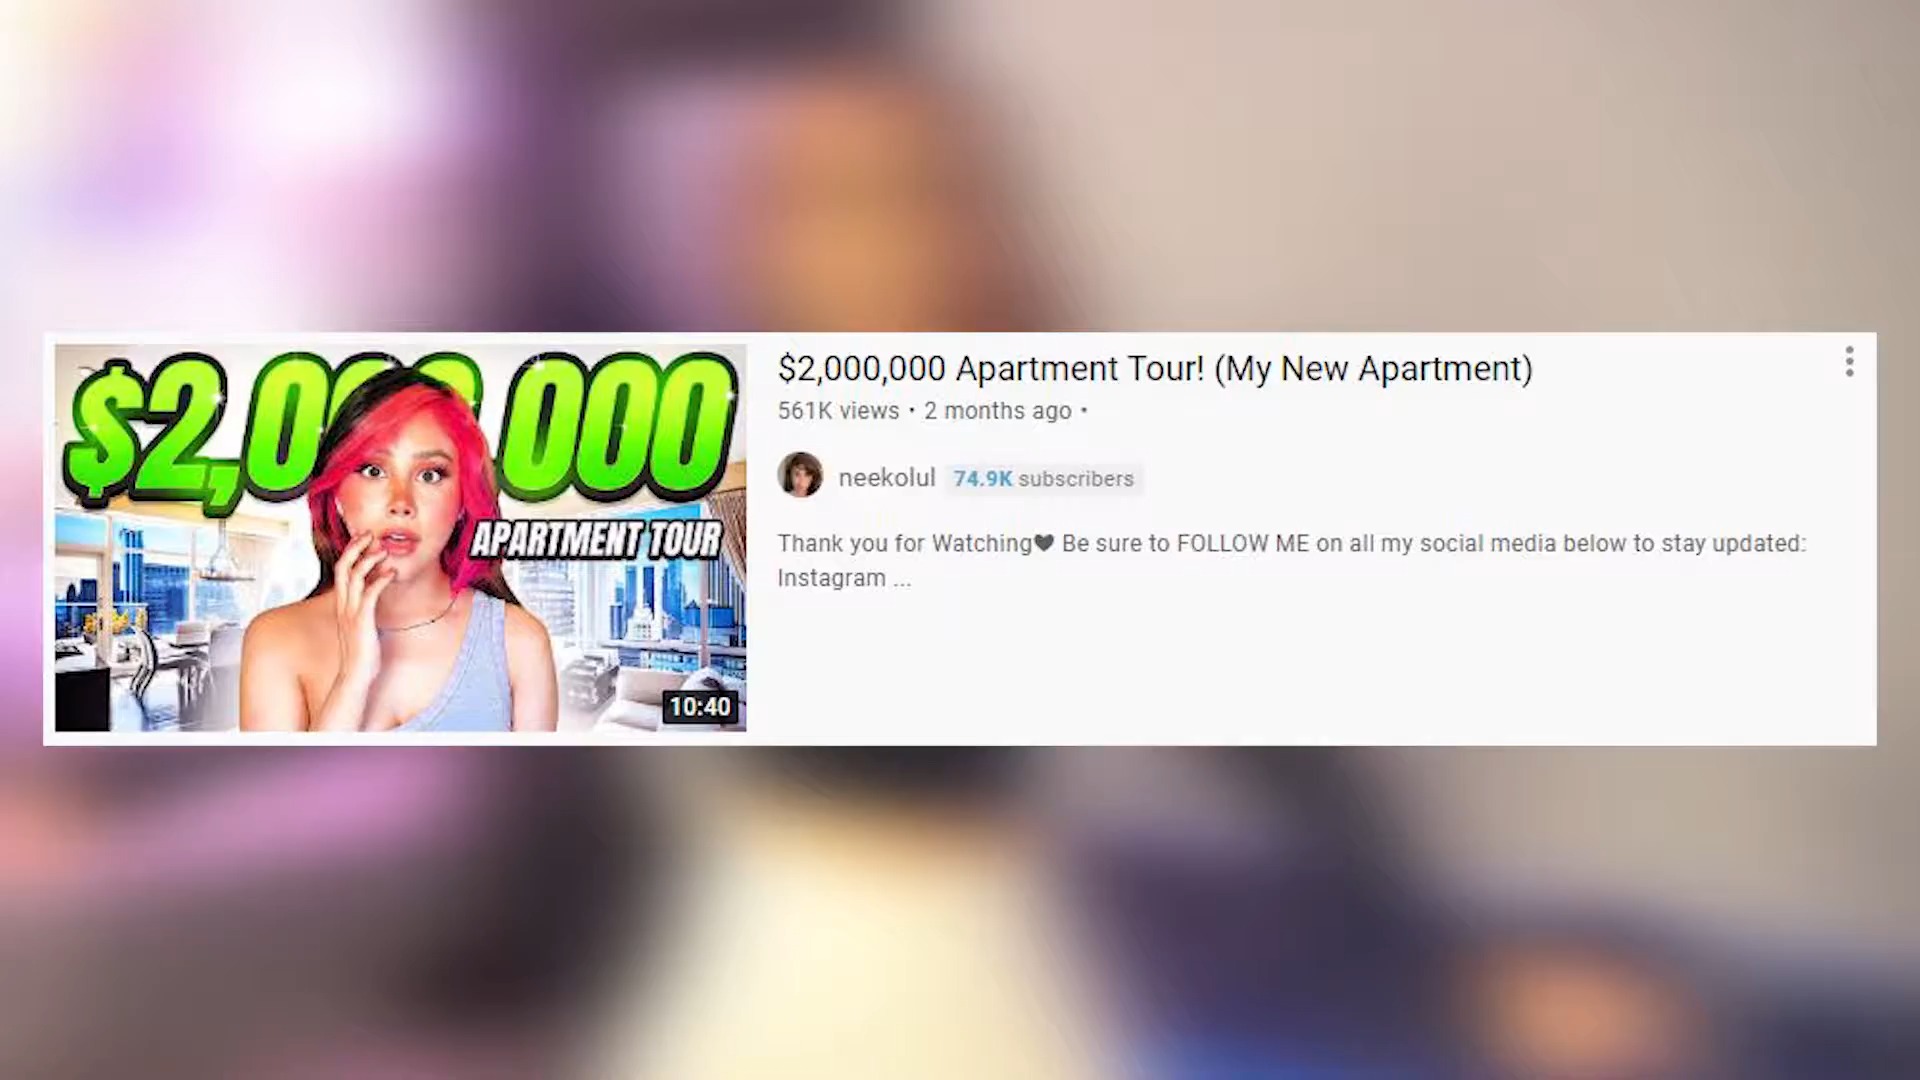 $2,000,000
APARTMENT TOUR
10:40
$2,000,000 Apartment Tour! (My New Apartment)
561K views • 2 months ago •
neekolul 74.9K subscribers
Thank you for Watching🖤 Be sure to FOLLOW ME on all my social media below to stay updated:
Instagram ...